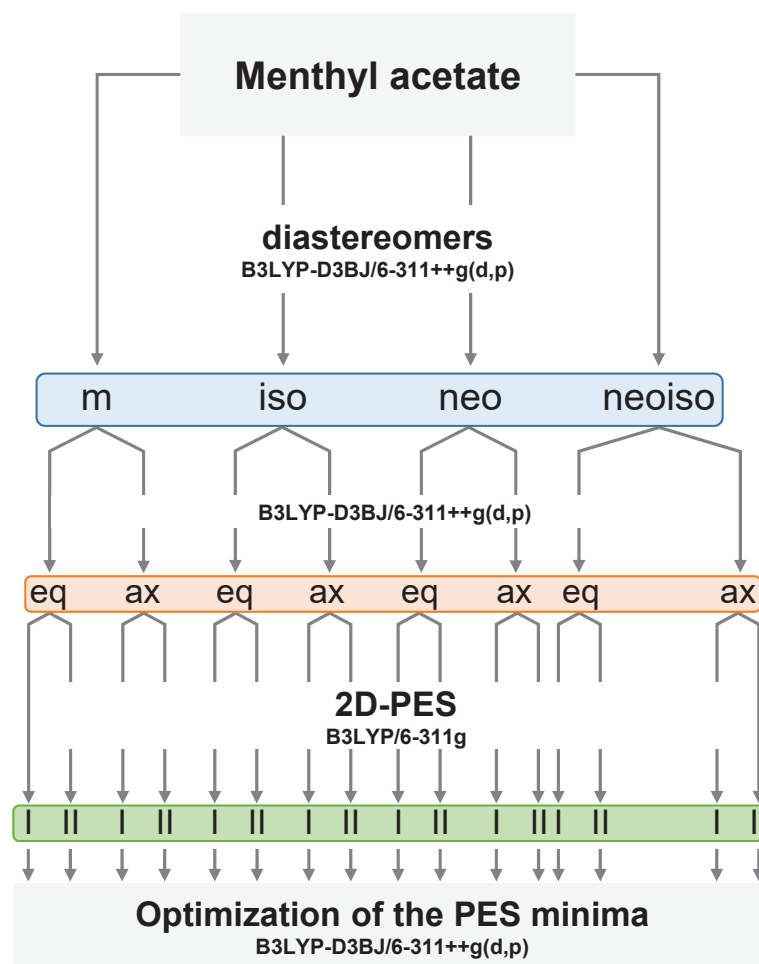 Menthyl acetate
diastereomers
B3LYP-D3BJ/6-311++g(d,p)
m iso neo neoiso
B3LYP-D3BJ/6-311++g(d,p)
eq ax eq ax eq ax eq ax
2D-PES
B3LYP/6-311g
I II I II I II I II I II I II I II I I
Optimization of the PES minima
B3LYP-D3BJ/6-311++g(d,p)